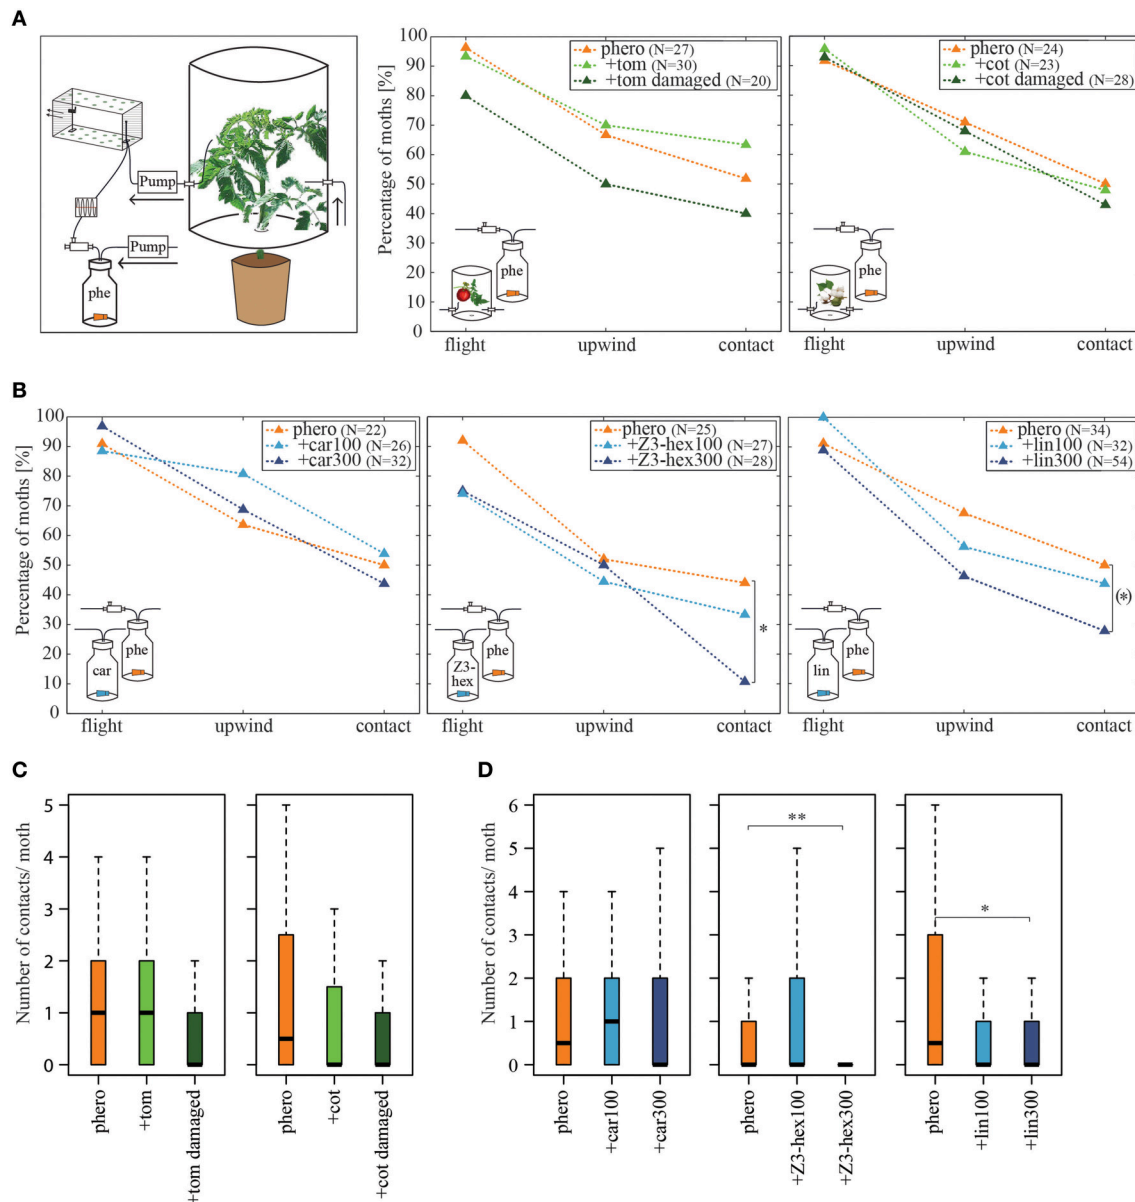 A
Pump
Pump
phe
Percentage of moths [%]
100
90
80
70
60
50
40
30
20
10
0
phero (N=27)
+tom (N=30)
+tom damaged (N=20)
phe
flight upwind contact
phero (N=24)
+cot (N=23)
+cot damaged (N=28)
phe
flight upwind contact
B
Percentage of moths [%]
100
90
80
70
60
50
40
30
20
10
0
phero (N=22)
+car100 (N=26)
+car300 (N=32)
car
phe
flight upwind contact
phero (N=25)
+Z3-hex100 (N=27)
+Z3-hex300 (N=28)
*
Z3-
hex
phe
flight upwind contact
phero (N=34)
+lin100 (N=32)
+lin300 (N=54)
(*)
lin
phe
flight upwind contact
C
Number of contacts/ moth
5
4
3
2
1
0
phero
+tom
+tom damaged
phero
+cot
+cot damaged
D
Number of contacts/ moth
6
5
4
3
2
1
0
phero
+car100
+car300
**
phero
+Z3-hex100
+Z3-hex300
*
phero
+lin100
+lin300